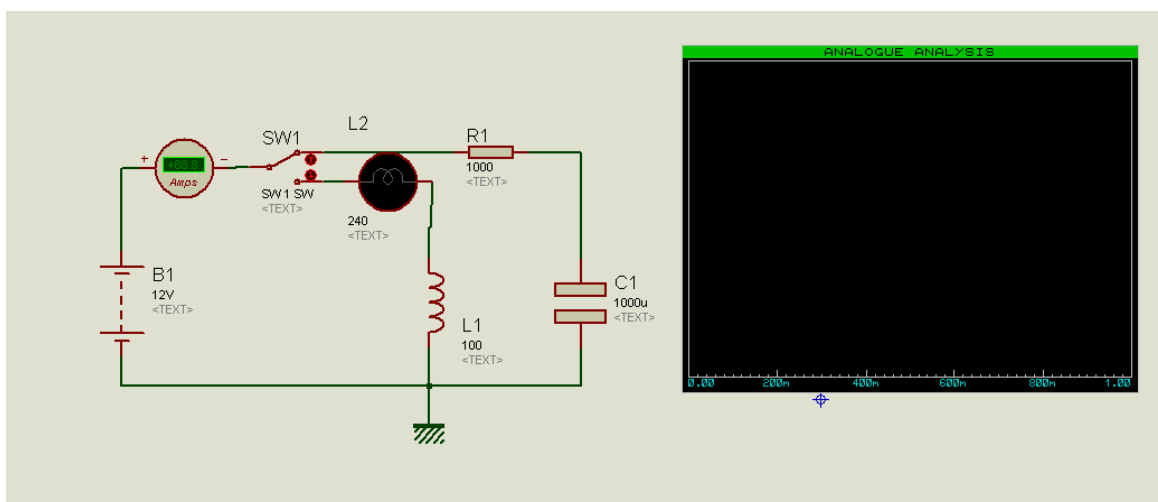 ANALOGUE ANALYSIS
L2
SW1
R1
+ +88.8 −
Amps
1000
<TEXT>
SW1 SW
<TEXT>
240
<TEXT>
B1
12V
<TEXT>
C1
1000u
<TEXT>
L1
100
<TEXT>
0.00 200m 400m 600m 800m 1.00